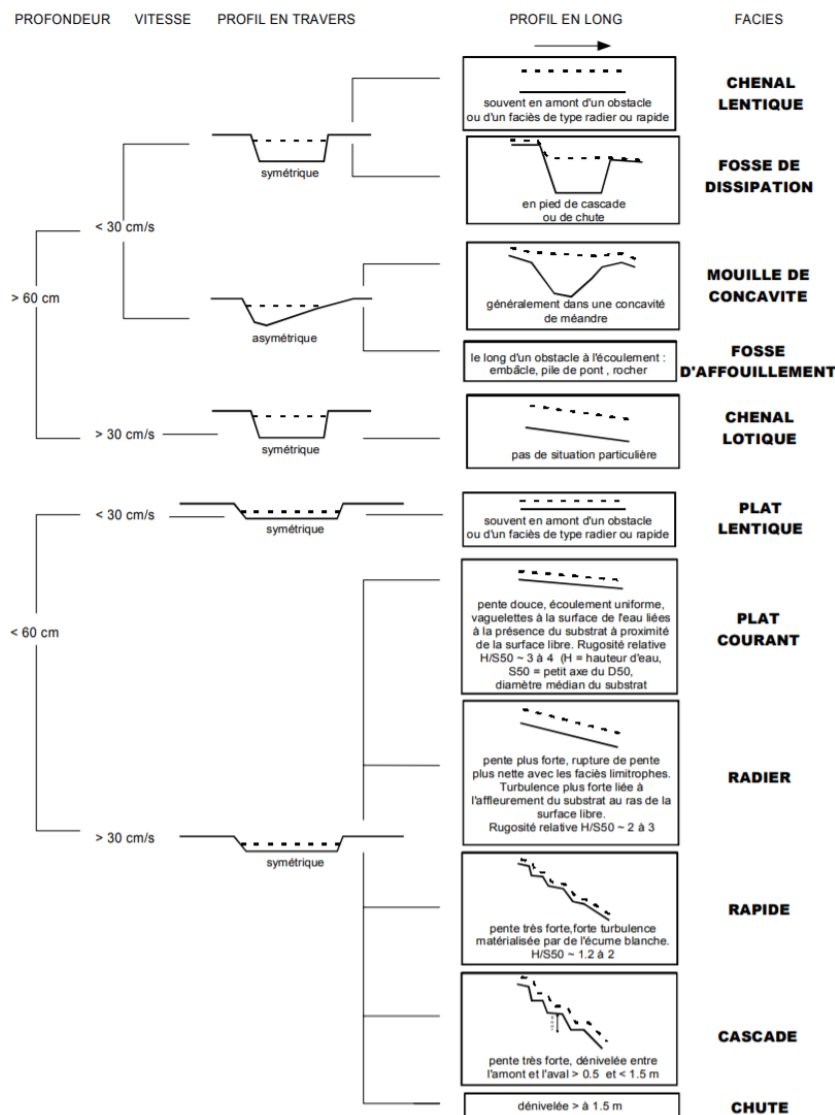 PROFONDEUR VITESSE PROFIL EN TRAVERS PROFIL EN LONG FACIES
souvent en amont d'un obstacle
ou d'un faciès de type radier ou rapide
CHENAL
LENTIQUE
symétrique
en pied de cascade
ou de chute
FOSSE DE
DISSIPATION
< 30 cm/s
> 60 cm
généralement dans une concavité
de méandre
MOUILLE DE
CONCAVITE
asymétrique
le long d'un obstacle à l'écoulement :
embâcle, pile de pont , rocher
FOSSE
D'AFFOUILLEMENT
> 30 cm/s
symétrique
pas de situation particulière
CHENAL
LOTIQUE
< 30 cm/s
symétrique
souvent en amont d'un obstacle
ou d'un faciès de type radier ou rapide
PLAT
LENTIQUE
< 60 cm
pente douce, écoulement uniforme,
vaguelettes à la surface de l'eau liées
à la présence du substrat à proximité
de la surface libre. Rugosité relative
H/S50 ~ 3 à 4 (H = hauteur d'eau,
S50 = petit axe du D50,
diamètre médian du substrat
PLAT
COURANT
pente plus forte, rupture de pente
plus nette avec les faciès limitrophes.
Turbulence plus forte liée à
l'affleurement du substrat au ras de la
surface libre.
Rugosité relative H/S50 ~ 2 à 3
RADIER
> 30 cm/s
symétrique
pente très forte,forte turbulence
matérialisée par de l'écume blanche.
H/S50 ~ 1.2 à 2
RAPIDE
pente très forte, dénivelée entre
l'amont et l'aval > 0.5 et < 1.5 m
CASCADE
dénivelée > à 1.5 m
CHUTE